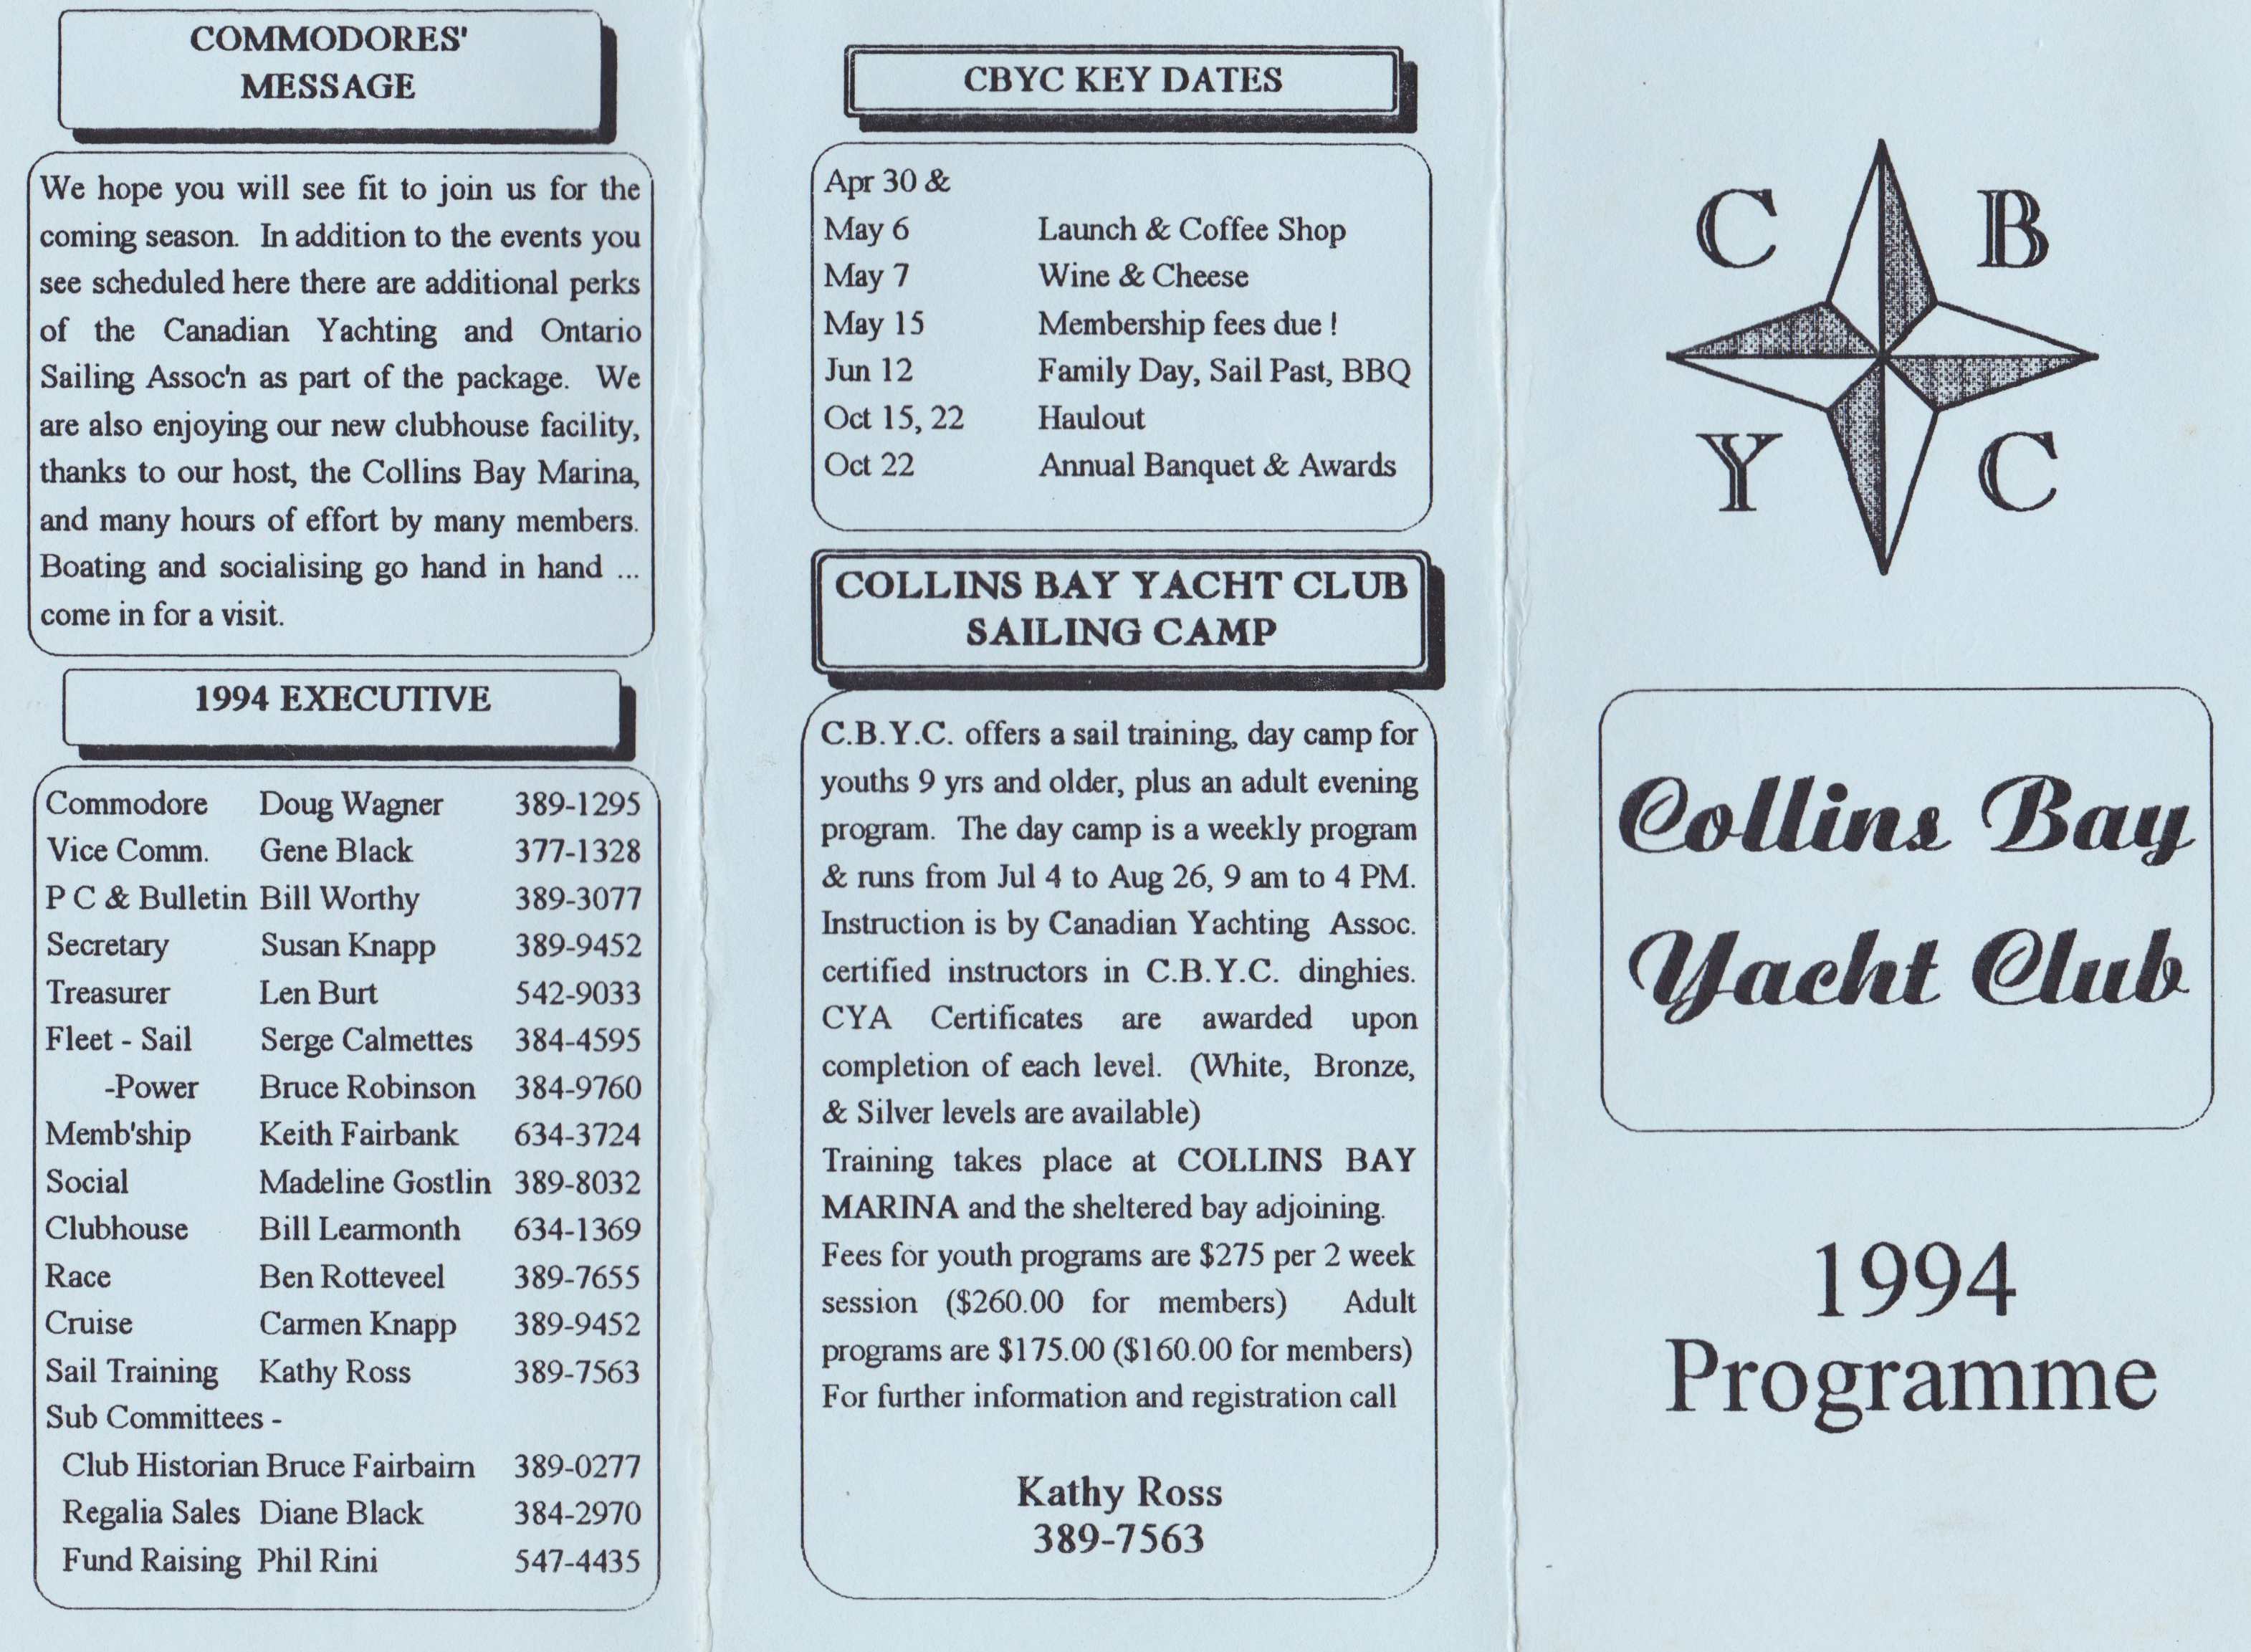 COMMODORES'
MESSAGE
We hope you will see fit to join us for the
coming season. In addition to the events you
see scheduled here there are additional perks
of the Canadian Yachting and Ontario
Sailing Assoc'n as part of the package. We
are also enjoying our new clubhouse facility,
thanks to our host, the Collins Bay Marina,
and many hours of effort by many members.
Boating and socialising go hand in hand ...
come in for a visit.
1994 EXECUTIVE
Commodore Doug Wagner 389-1295
Vice Comm. Gene Black 377-1328
P C & Bulletin Bill Worthy 389-3077
Secretary Susan Knapp 389-9452
Treasurer Len Burt 542-9033
Fleet - Sail Serge Calmettes 384-4595
-Power Bruce Robinson 384-9760
Memb'ship Keith Fairbank 634-3724
Social Madeline Gostlin 389-8032
Clubhouse Bill Learmonth 634-1369
Race Ben Rotteveel 389-7655
Cruise Carmen Knapp 389-9452
Sail Training Kathy Ross 389-7563
Sub Committees -
Club Historian Bruce Fairbairn 389-0277
Regalia Sales Diane Black 384-2970
Fund Raising Phil Rini 547-4435
CBYC KEY DATES
Apr 30 &
May 6 Launch & Coffee Shop
May 7 Wine & Cheese
May 15 Membership fees due !
Jun 12 Family Day, Sail Past, BBQ
Oct 15, 22 Haulout
Oct 22 Annual Banquet & Awards
COLLINS BAY YACHT CLUB
SAILING CAMP
C.B.Y.C. offers a sail training, day camp for
youths 9 yrs and older, plus an adult evening
program. The day camp is a weekly program
& runs from Jul 4 to Aug 26, 9 am to 4 PM.
Instruction is by Canadian Yachting Assoc.
certified instructors in C.B.Y.C. dinghies.
CYA Certificates are awarded upon
completion of each level. (White, Bronze,
& Silver levels are available)
Training takes place at COLLINS BAY
MARINA and the sheltered bay adjoining.
Fees for youth programs are $275 per 2 week
session ($260.00 for members) Adult
programs are $175.00 ($160.00 for members)
For further information and registration call
Kathy Ross
389-7563
C B
Y C
Collins Bay
Yacht Club
1994
Programme